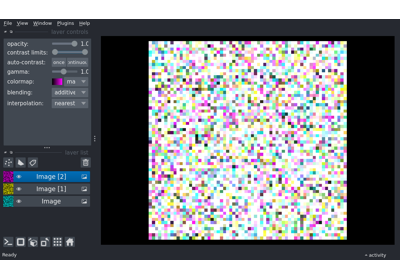 File View Window Plugins Help
layer controls
opacity: 1.0
contrast limits:
auto-contrast: once
gamma: 1.0
colormap: ma
blending: additive
interpolation: nearest
layer list
Image [2]
Image [1]
Image
Ready activity